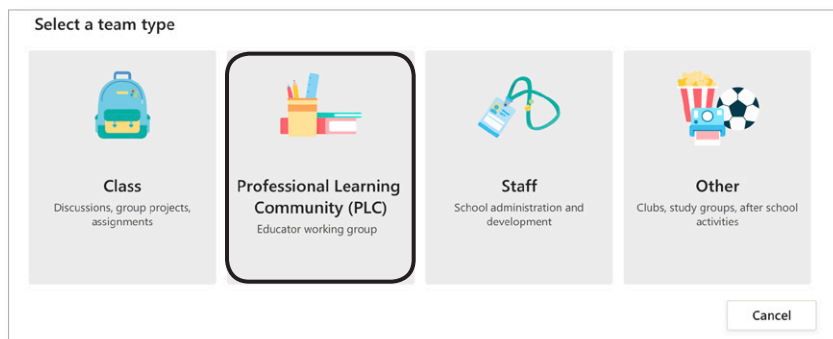 Select a team type
Class
Discussions, group projects,
assignments
Professional Learning
Community (PLC)
Educator working group
Staff
School administration and
development
Other
Clubs, study groups, after school
activities
Cancel